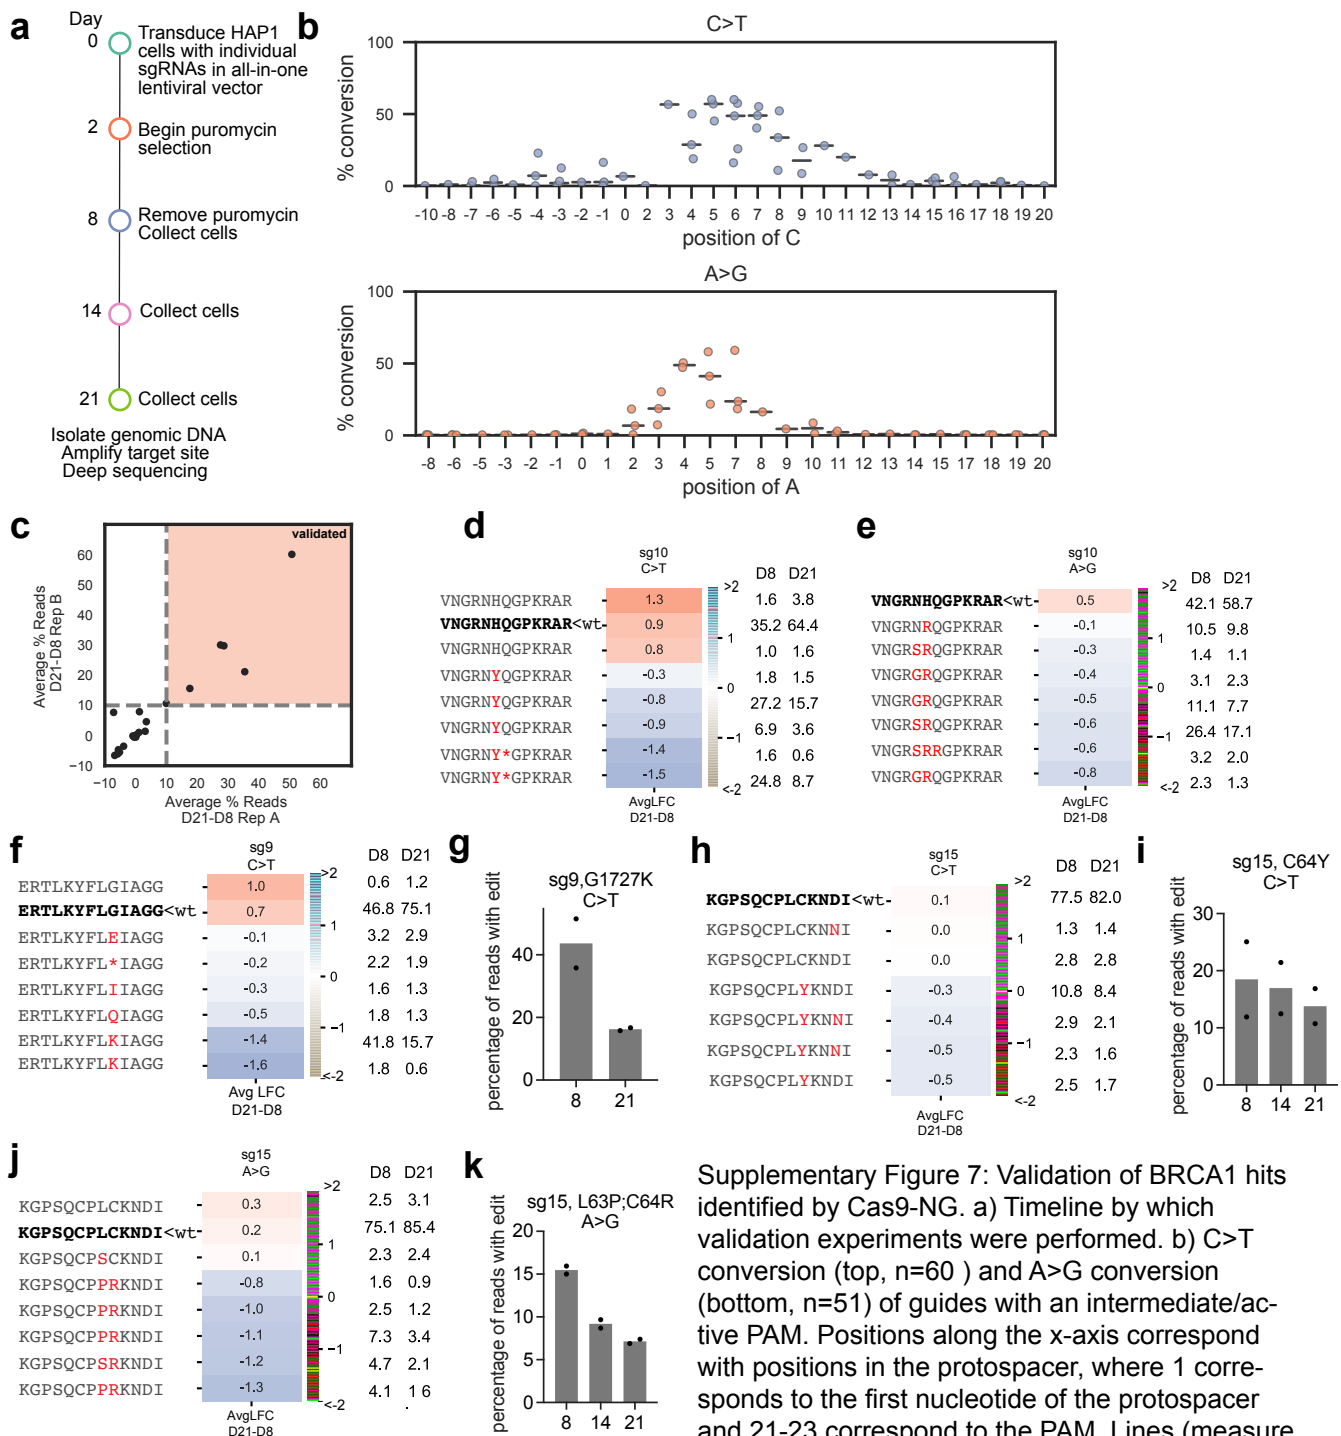 a
Day
0
Transduce HAP1
cells with individual
sgRNAs in all-in-one
lentiviral vector
2
Begin puromycin
selection
8
Remove puromycin
Collect cells
14
Collect cells
21
Collect cells
Isolate genomic DNA
Amplify target site
Deep sequencing
b
C>T
% conversion
100
50
0
-10 -8 -7 -6 -5 -4 -2 -1 0 2 3 4 5 6 7 8 9 10 11 12 13 14 15 16 17 18 19 20
position of C
A>G
% conversion
100
50
0
-8 -6 -5 -3 -2 0 1 2 3 4 5 7 8 9 10 11 12 13 14 15 16 17 18 19 20
position of A
c
validated
Average % Reads
D21-D8 Rep B
60
50
40
30
20
10
0
−10
−10 0 10 20 30 40 50 60
Average % Reads
D21-D8 Rep A
d
sg10
C>T
>2
D8 D21
VNGRNHQGPKRAR 1.3 1.6 3.8
VNGRNHQGPKRAR<wt 0.9 35.2 64.4
VNGRNHQGPKRAR 0.8 1.0 1.6
VNGRNYQGPKRAR -0.3 1.8 1.5
VNGRNYQGPKRAR -0.8 27.2 15.7
VNGRNYQGPKRAR -0.9 6.9 3.6
VNGRNY*GPKRAR -1.4 1.6 0.6
VNGRNY*GPKRAR -1.5 24.8 8.7
1
0
−1
<-2
AvgLFC
D21-D8
e
sg10
A>G
>2
D8 D21
VNGRNHQGPKRAR<wt 0.5 42.1 58.7
VNGRNRQGPKRAR -0.1 10.5 9.8
VNGRSRQGPKRAR -0.3 1.4 1.1
VNGRGRQGPKRAR -0.4 3.1 2.3
VNGRGRQGPKRAR -0.5 11.1 7.7
VNGRSRQGPKRAR -0.6 26.4 17.1
VNGRSRRGPKRAR -0.6 3.2 2.0
VNGRGRQGPKRAR -0.8 2.3 1.3
1
0
−1
<-2
AvgLFC
D21-D8
f
sg9
C>T
>2
D8 D21
ERTLKYFLGIAGG 1.0 0.6 1.2
ERTLKYFLGIAGG<wt 0.7 46.8 75.1
ERTLKYFLEIAGG -0.1 3.2 2.9
ERTLKYFL*IAGG -0.2 2.2 1.9
ERTLKYFLIIAGG -0.3 1.6 1.3
ERTLKYFLQIAGG -0.5 1.8 1.3
ERTLKYFLKIAGG -1.4 41.8 15.7
ERTLKYFLKIAGG -1.6 1.8 0.6
1
0
−1
<-2
Avg LFC
D21-D8
g
sg9,G1727K
C>T
percentage of reads with edit
40
20
0
8 21
h
sg15
C>T
>2
D8 D21
KGPSQCPLCKNDI<wt 0.1 77.5 82.0
KGPSQCPLCKNNI 0.0 1.3 1.4
KGPSQCPLCKNDI 0.0 2.8 2.8
KGPSQCPLYKNDI -0.3 10.8 8.4
KGPSQCPLYKNNI -0.4 2.9 2.1
KGPSQCPLYKNNI -0.5 2.3 1.6
KGPSQCPLYKNDI -0.5 2.5 1.7
1
0
−1
<-2
AvgLFC
D21-D8
i
sg15, C64Y
C>T
percentage of reads with edit
30
20
10
0
8 14 21
j
sg15
A>G
>2
D8 D21
KGPSQCPLCKNDI 0.3 2.5 3.1
KGPSQCPLCKNDI<wt 0.2 75.1 85.4
KGPSQCPSCKNDI 0.1 2.3 2.4
KGPSQCPPRKNDI -0.8 1.6 0.9
KGPSQCPPRKNDI -1.0 2.5 1.2
KGPSQCPPRKNDI -1.1 7.3 3.4
KGPSQCPSRKNDI -1.2 4.7 2.1
KGPSQCPPRKNDI -1.3 4.1 1 6
1
0
−1
<-2
AvgLFC
D21-D8
k
sg15, L63P;C64R
A>G
percentage of reads with edit
20
15
10
5
0
8 14 21
Supplementary Figure 7: Validation of BRCA1 hits
identified by Cas9-NG. a) Timeline by which
validation experiments were performed. b) C>T
conversion (top, n=60 ) and A>G conversion
(bottom, n=51) of guides with an intermediate/ac-
tive PAM. Positions along the x-axis correspond
with positions in the protospacer, where 1 corre-
sponds to the first nucleotide of the protospacer
and 21-23 correspond to the PAM. Lines (measure